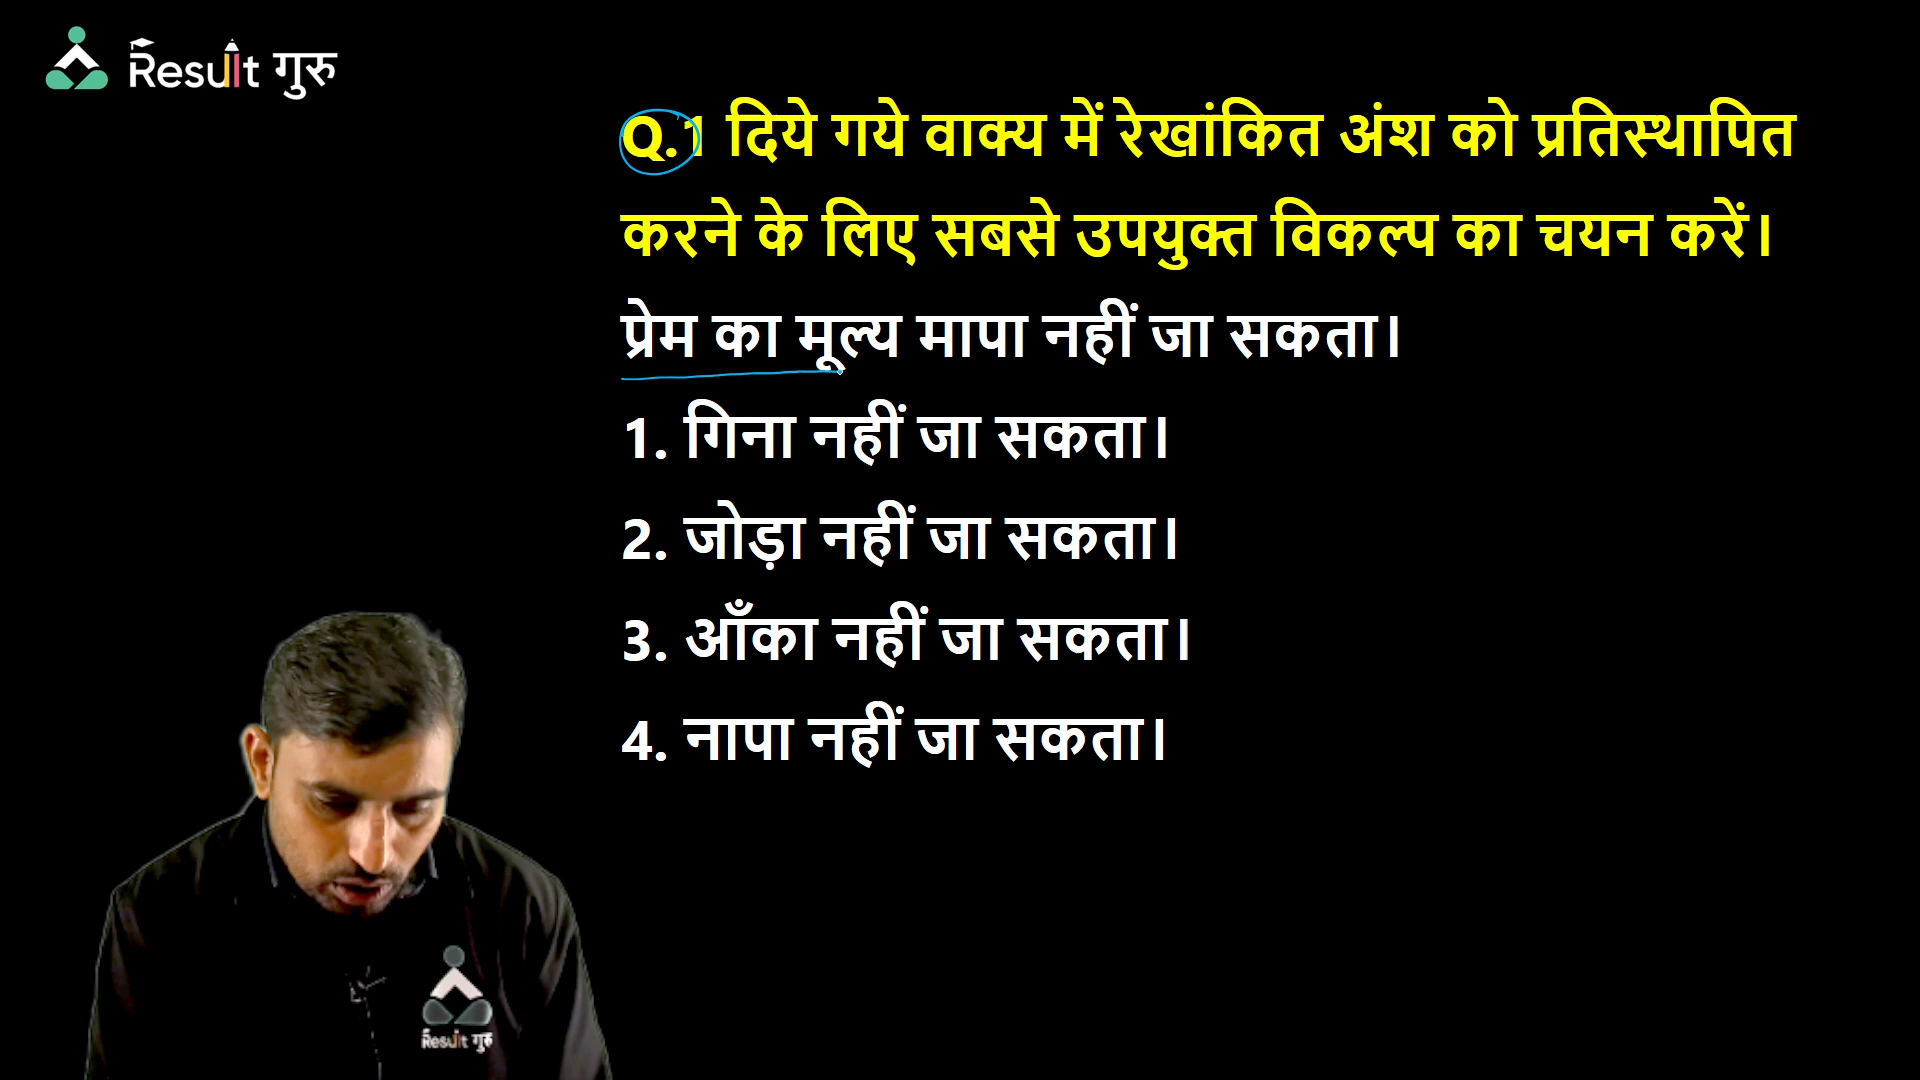 Result गुरु
Q.1 दिये गये वाक्य में रेखांकित अंश को प्रतिस्थापित
करने के लिए सबसे उपयुक्त विकल्प का चयन करें।
प्रेम का मूल्य मापा नहीं जा सकता।
1. गिना नहीं जा सकता।
2. जोड़ा नहीं जा सकता।
3. आँका नहीं जा सकता।
4. नापा नहीं जा सकता।
Result गुरु